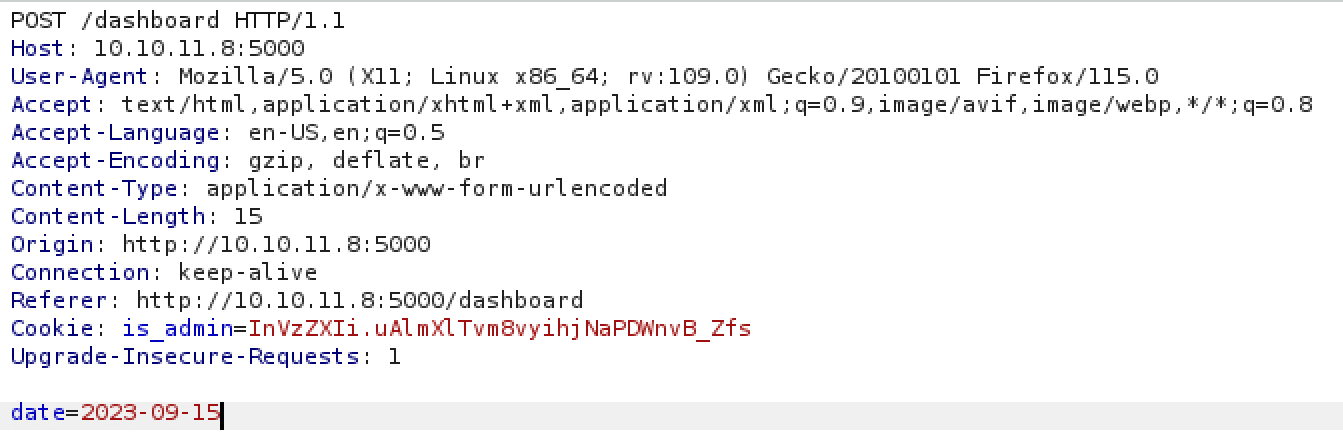 POST /dashboard HTTP/1.1
Host: 10.10.11.8:5000
User-Agent: Mozilla/5.0 (X11; Linux x86_64; rv:109.0) Gecko/20100101 Firefox/115.0
Accept: text/html,application/xhtml+xml,application/xml;q=0.9,image/avif,image/webp,*/*;q=0.8
Accept-Language: en-US,en;q=0.5
Accept-Encoding: gzip, deflate, br
Content-Type: application/x-www-form-urlencoded
Content-Length: 15
Origin: http://10.10.11.8:5000
Connection: keep-alive
Referer: http://10.10.11.8:5000/dashboard
Cookie: is_admin=InVzZXIi.uAlmXlTvm8vyihjNaPDWnvB_Zfs
Upgrade-Insecure-Requests: 1
date=2023-09-15